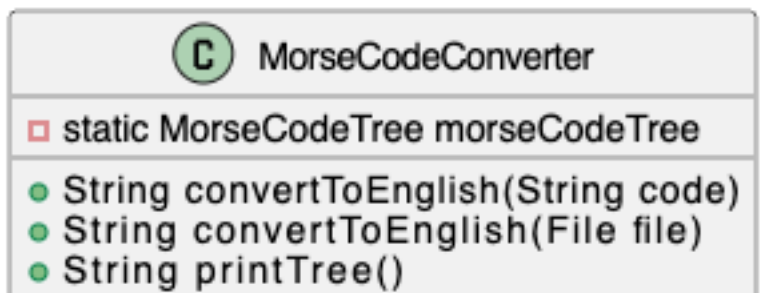 C MorseCodeConverter
static MorseCodeTree morseCodeTree
String convertToEnglish(String code)
String convertToEnglish(File file)
String printTree()